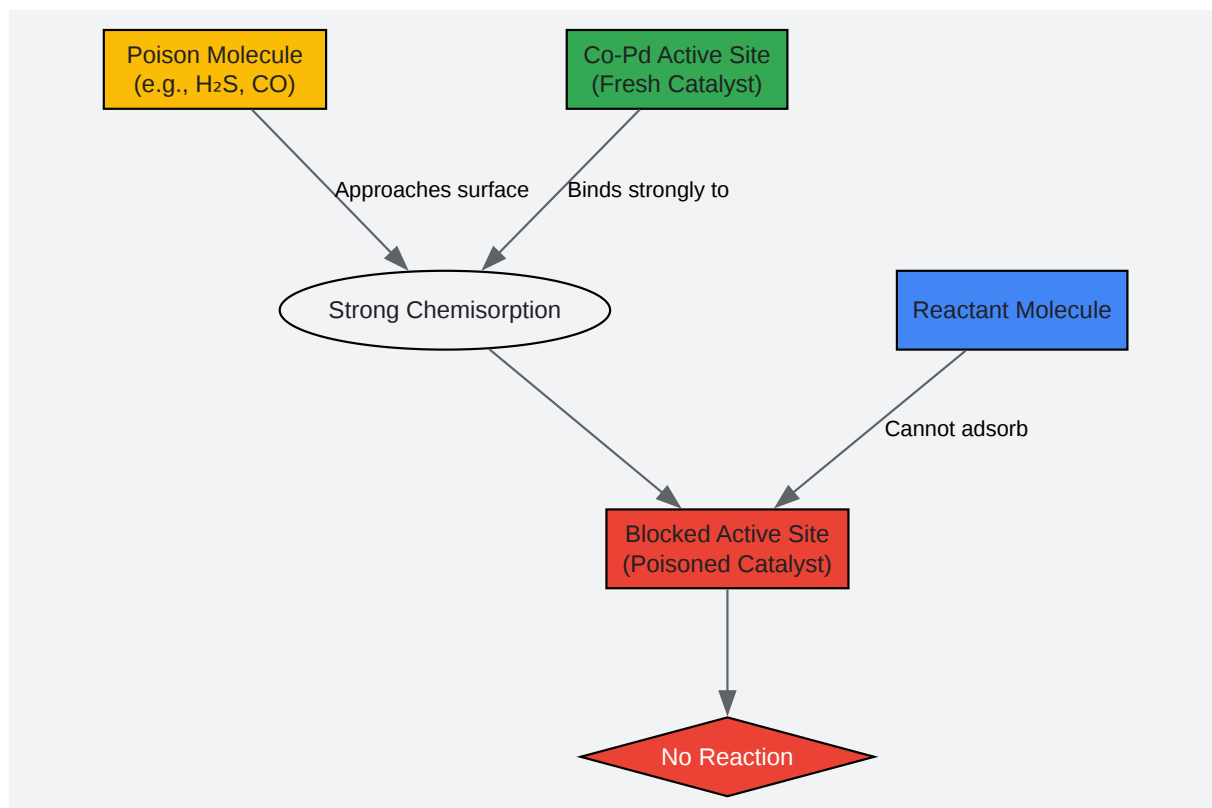 Poison Molecule
(e.g., H₂S, CO)
Co-Pd Active Site
(Fresh Catalyst)
Approaches surface
Binds strongly to
Strong Chemisorption
Reactant Molecule
Cannot adsorb
Blocked Active Site
(Poisoned Catalyst)
No Reaction